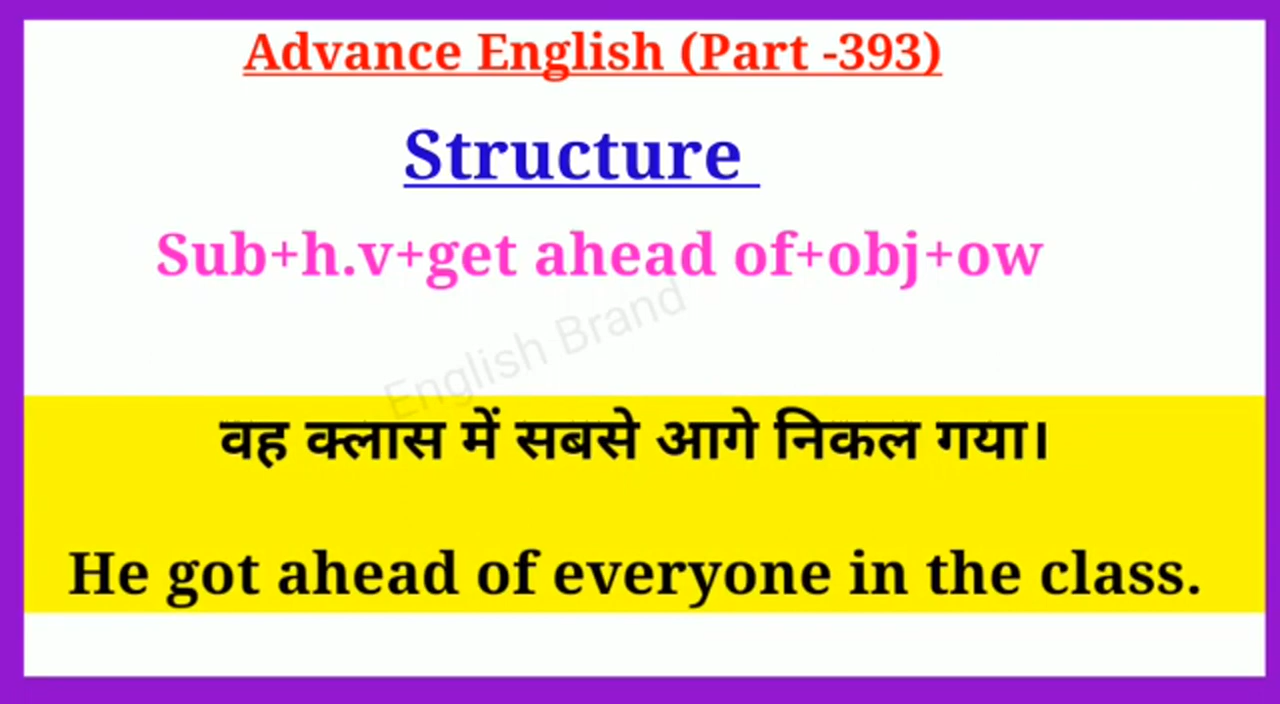 Advance English (Part -393)
Structure
Sub+h.v+get ahead of+obj+ow
English Brand
वह क्लास में सबसे आगे निकल गया।
He got ahead of everyone in the class.